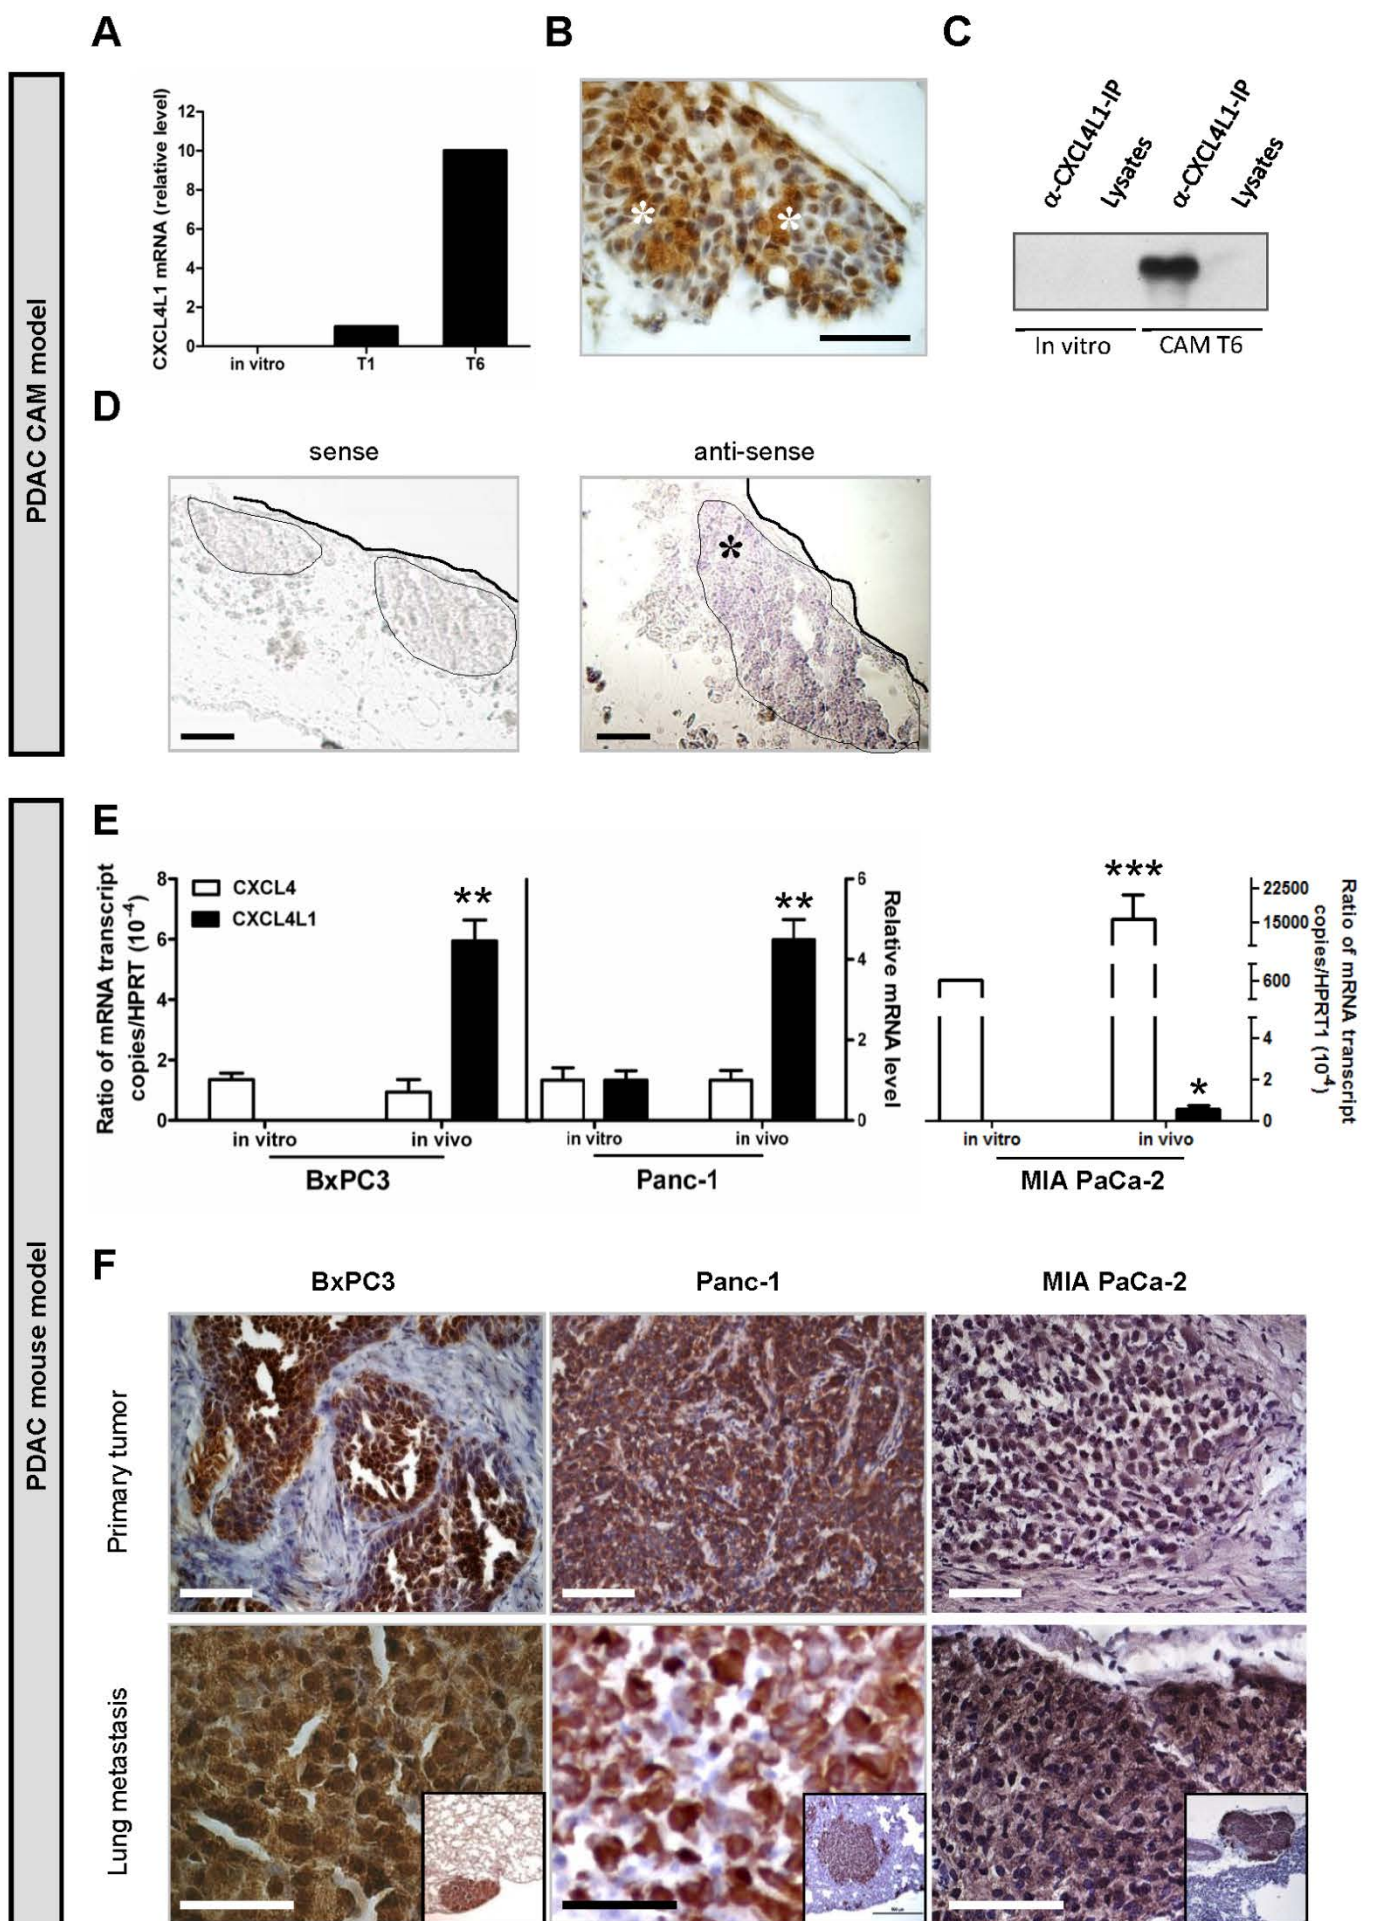 A
B
C
PDAC CAM model
CXCL4L1 mRNA (relative level)
12
10
8
6
4
2
0
in vitro
T1
T6
*
*
α-CXCL4L1-IP
Lysates
α-CXCL4L1-IP
Lysates
In vitro
CAM T6
D
sense
anti-sense
*
PDAC mouse model
E
Ratio of mRNA transcript
copies/HPRT (10⁻⁴)
8
6
4
2
0
CXCL4
CXCL4L1
**
**
in vitro
in vivo
BxPC3
in vitro
in vivo
Panc-1
6
4
2
0
Relative mRNA level
***
*
in vitro
in vivo
MIA PaCa-2
22500
15000
600
4
2
0
Ratio of mRNA transcript
copies/HPRT1 (10⁻⁴)
F
BxPC3
Panc-1
MIA PaCa-2
Primary tumor
Lung metastasis